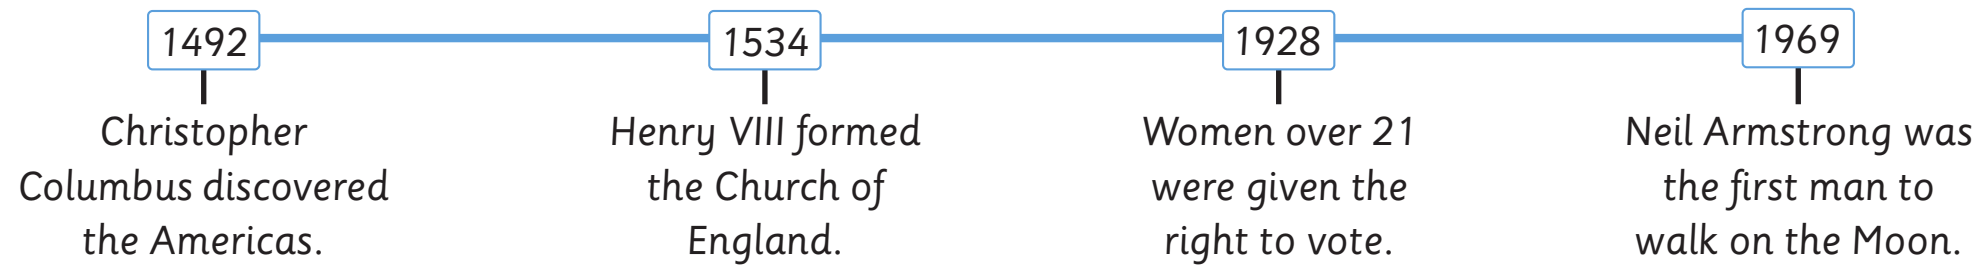 1492
1534
1928
1969
Christopher
Columbus discovered
the Americas.
Henry VIII formed
the Church of
England.
Women over 21
were given the
right to vote.
Neil Armstrong was
the first man to
walk on the Moon.